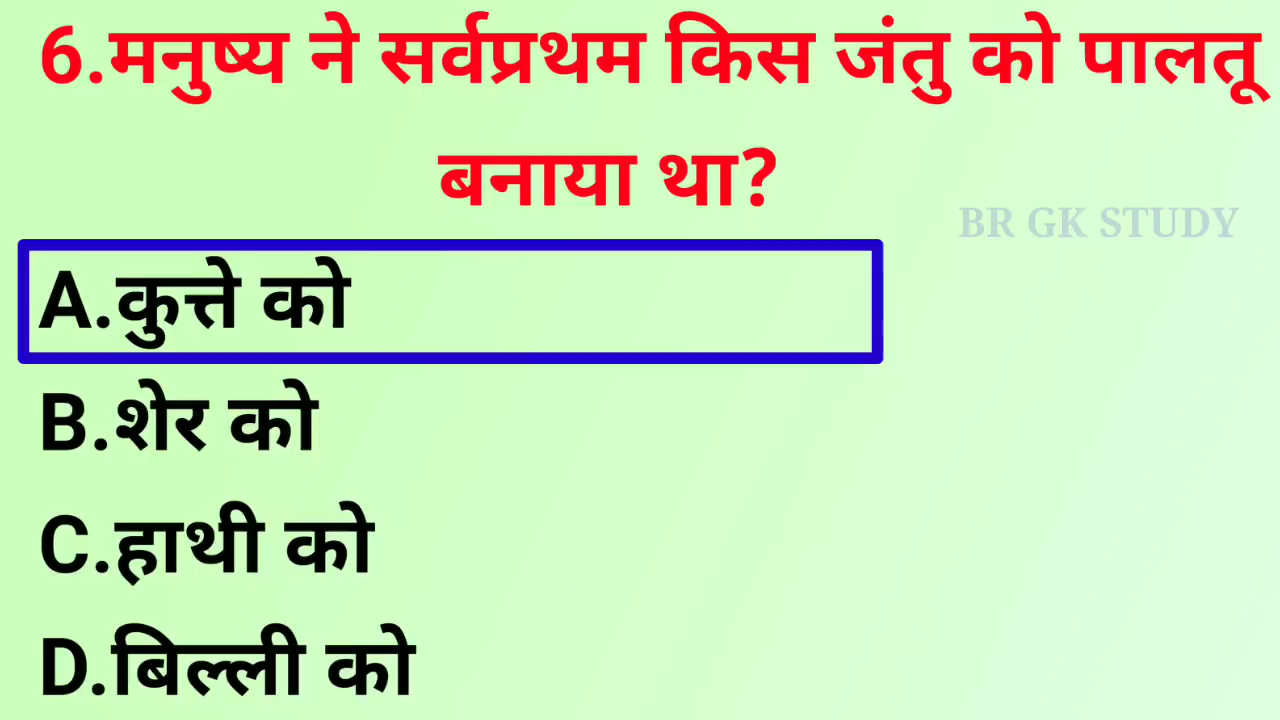 6.मनुष्य ने सर्वप्रथम किस जंतु को पालतू
बनाया था?
BR GK STUDY
A.कुत्ते को
B.शेर को
C.हाथी को
D.बिल्ली को